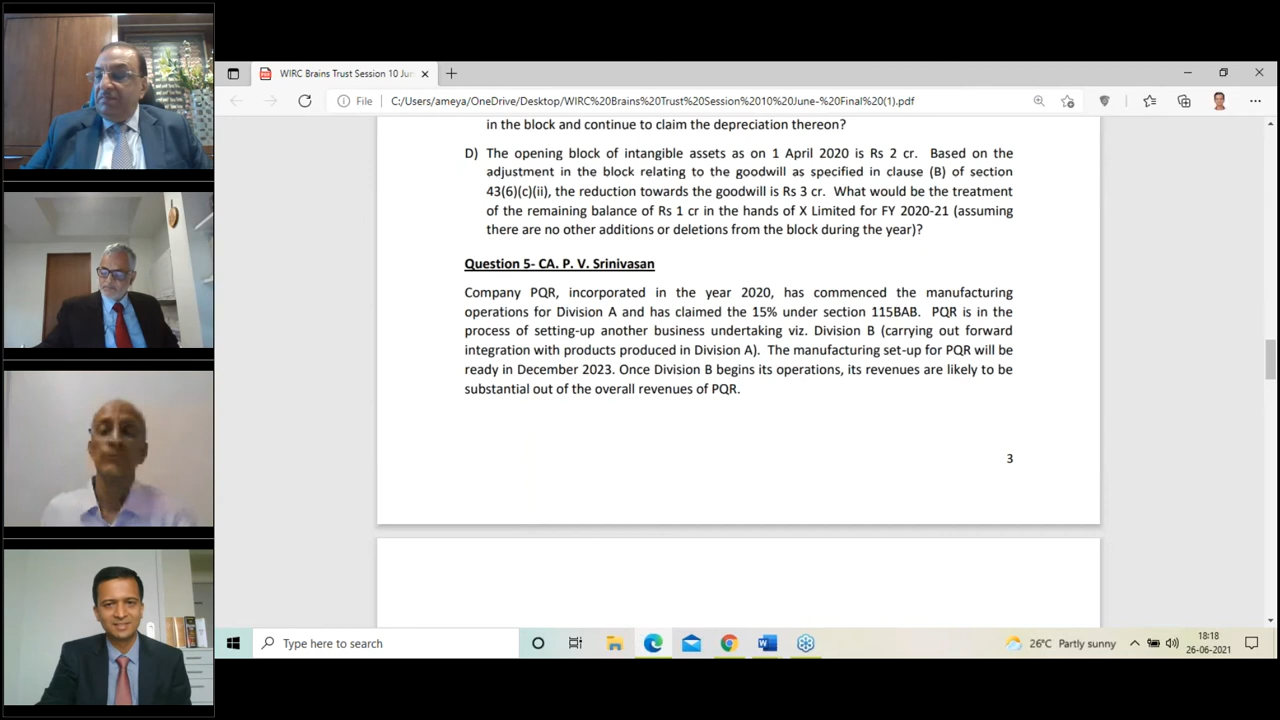 WIRC Brains Trust Session 10 Jun
File
C:/Users/ameya/OneDrive/Desktop/WIRC%20Brains%20Trust%20Session%2010%20June-%20Final%20(1).pdf
in the block and continue to claim the depreciation thereon?
D) The opening block of intangible assets as on 1 April 2020 is Rs 2 cr. Based on the
adjustment in the block relating to the goodwill as specified in clause (B) of section
43(6)(c)(ii), the reduction towards the goodwill is Rs 3 cr. What would be the treatment
of the remaining balance of Rs 1 cr in the hands of X Limited for FY 2020-21 (assuming
there are no other additions or deletions from the block during the year)?
Question 5- CA. P. V. Srinivasan
Company PQR, incorporated in the year 2020, has commenced the manufacturing
operations for Division A and has claimed the 15% under section 115BAB. PQR is in the
process of setting-up another business undertaking viz. Division B (carrying out forward
integration with products produced in Division A). The manufacturing set-up for PQR will be
ready in December 2023. Once Division B begins its operations, its revenues are likely to be
substantial out of the overall revenues of PQR.
3
Type here to search
26°C Partly sunny
18:18
26-06-2021